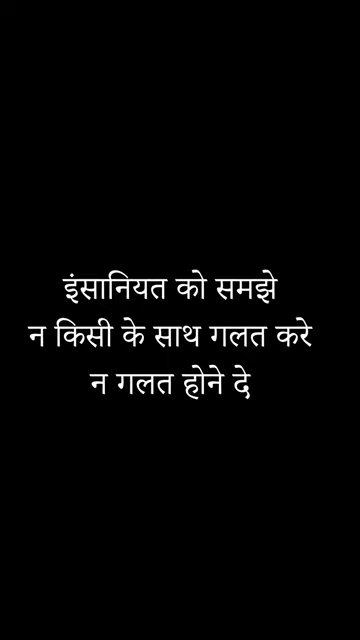 इंसानियत को समझे
न किसी के साथ गलत करे
न गलत होने दे